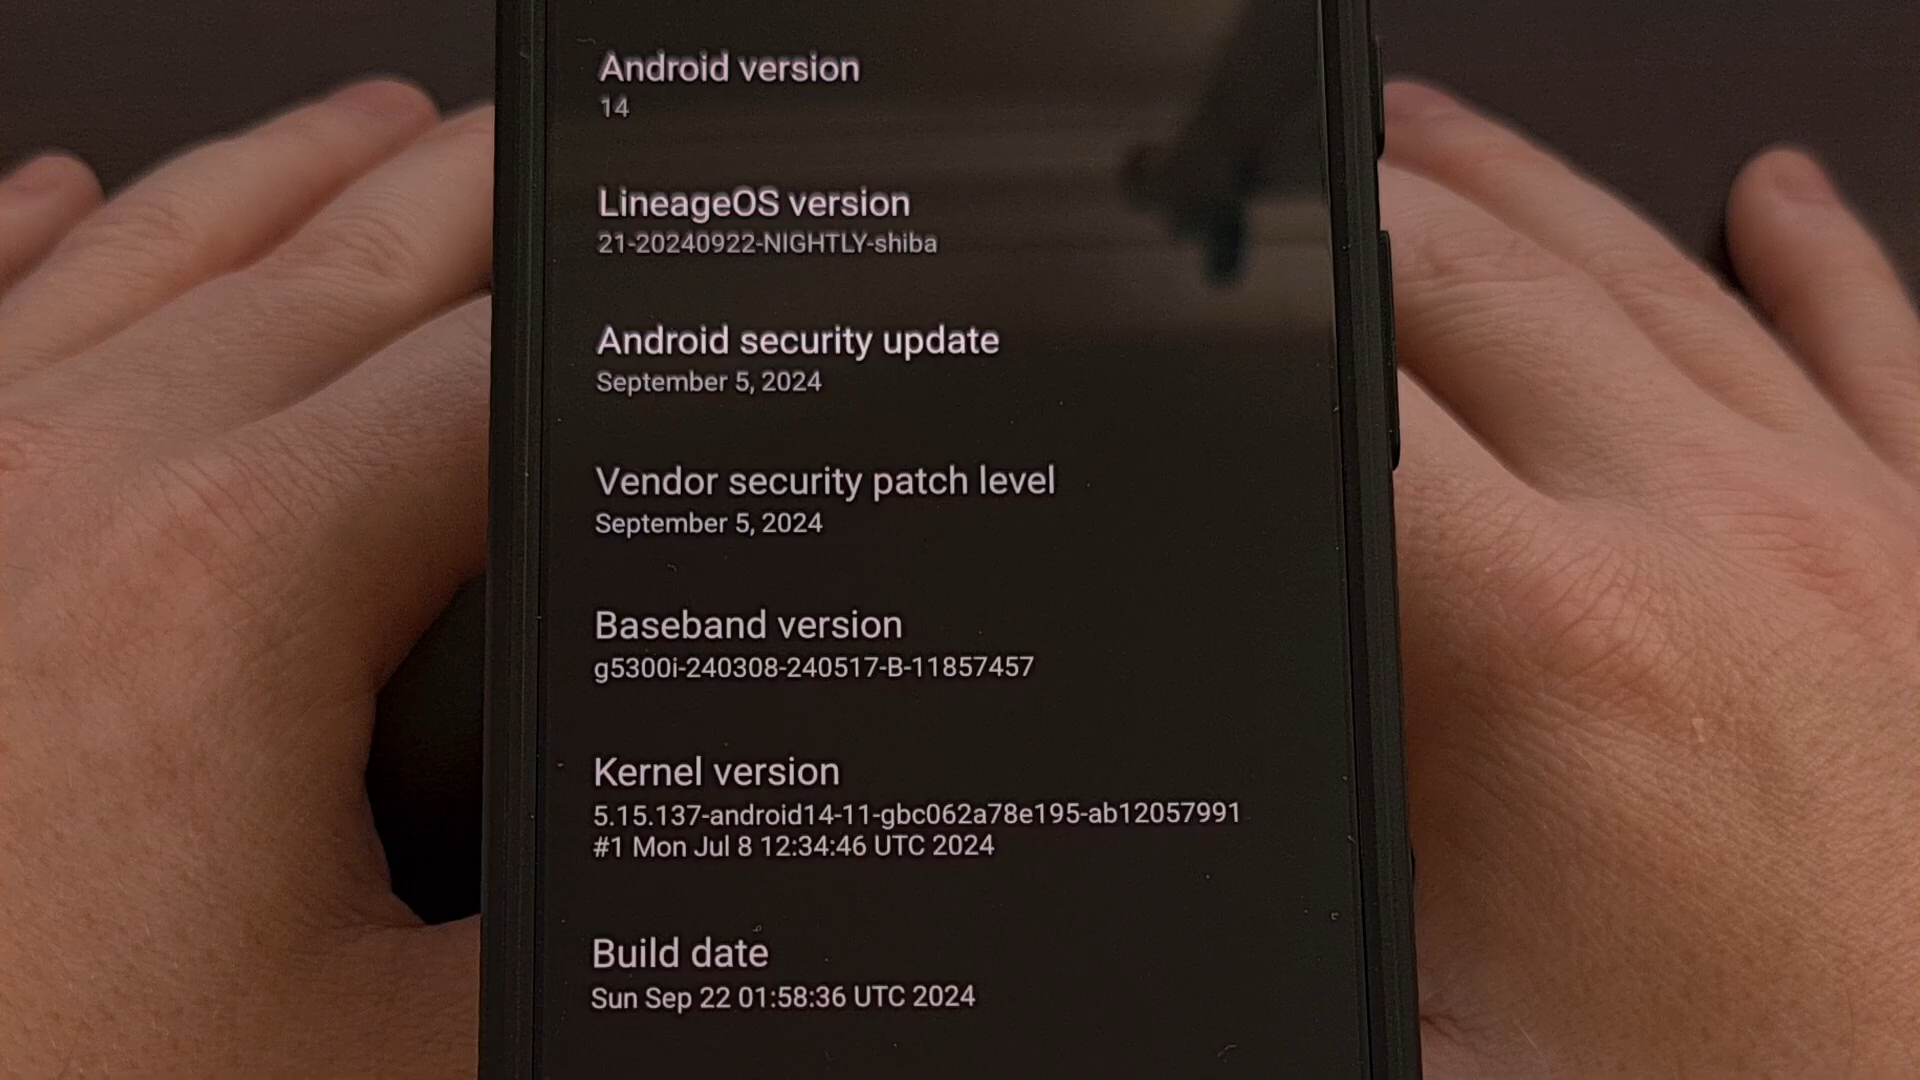 Android version
14
LineageOS version
21-20240922-NIGHTLY-shiba
Android security update
September 5, 2024
Vendor security patch level
September 5, 2024
Baseband version
g5300i-240308-240517-B-11857457
Kernel version
5.15.137-android14-11-gbc062a78e195-ab12057991
#1 Mon Jul 8 12:34:46 UTC 2024
Build date
Sun Sep 22 01:58:36 UTC 2024